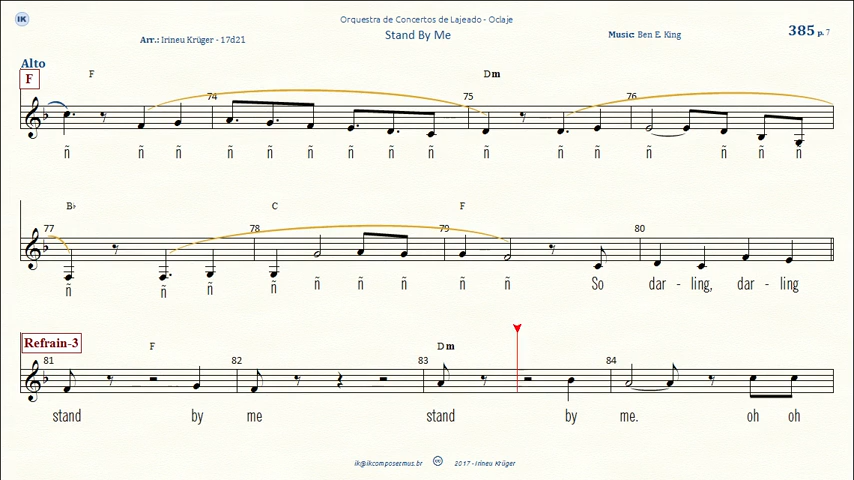 IK
Orquestra de Concertos de Lajeado - Oclaje
Arr.: Irineu Krüger - 17d21
Stand By Me
Music: Ben E. King
385 p. 7
Alto
F
F Dm
74 75 76
ñ ñ ñ ñ ñ ñ ñ ñ ñ ñ ñ ñ ñ ñ ñ ñ ñ
B♭ C F
77 78 79 80
ñ ñ ñ ñ ñ ñ ñ ñ ñ So dar - ling, dar - ling
Refrain-3
F Dm
81 82 83 84
stand by me stand by me. oh oh
ik@ikcomposermus.br cc 2017 - Irineu Krüger